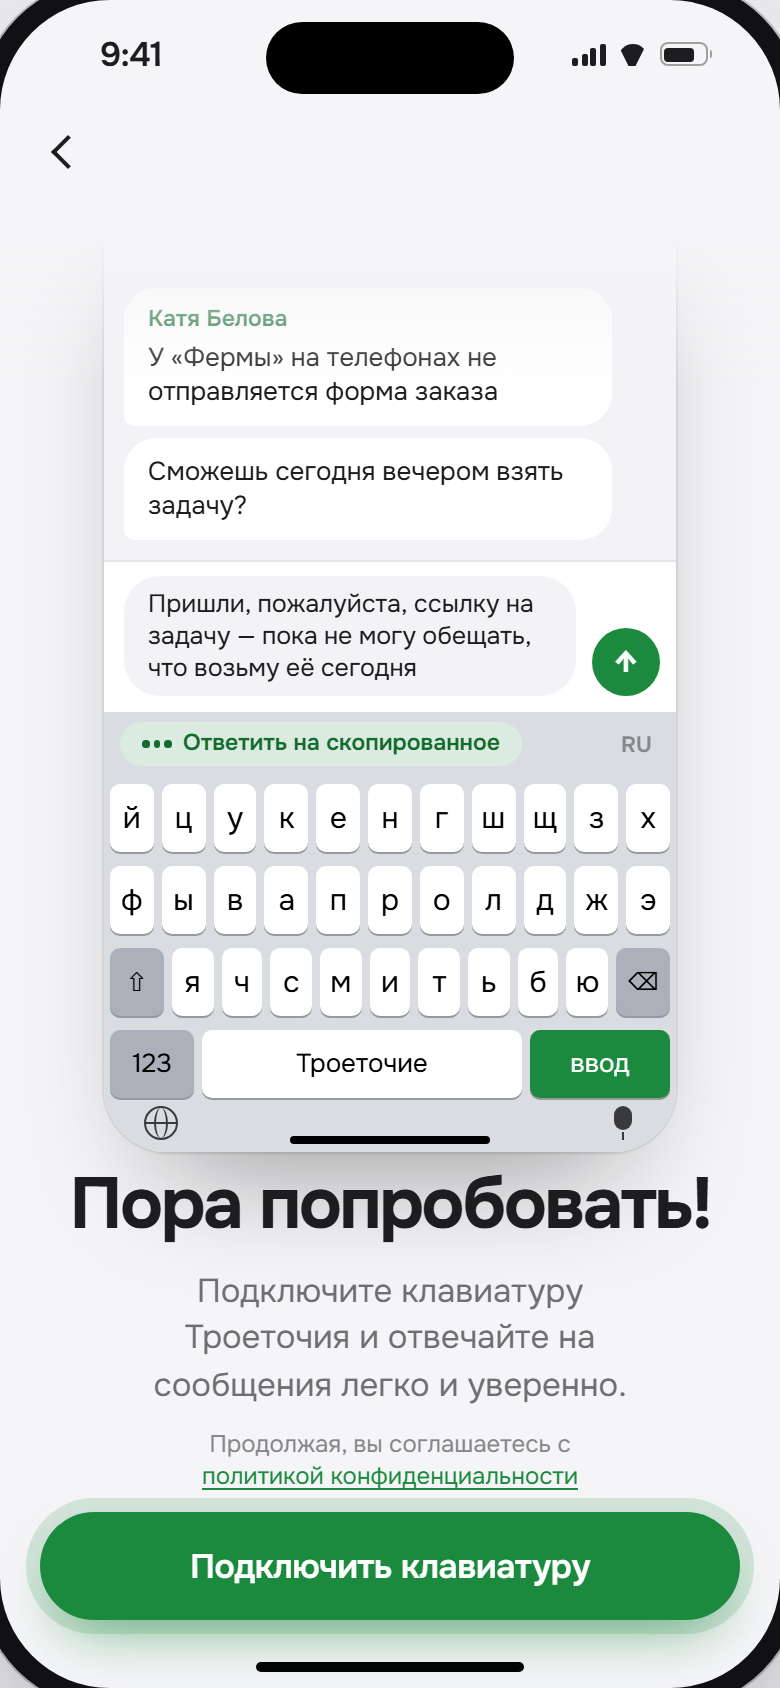 9:41
Катя Белова
У «Фермы» на телефонах не
отправляется форма заказа
Сможешь сегодня вечером взять
задачу?
Пришли, пожалуйста, ссылку на
задачу — пока не могу обещать,
что возьму её сегодня
Ответить на скопированное RU
й ц у к е н г ш щ з х
ф ы в а п р о л д ж э
я ч с м и т ь б ю
123 Троеточие ввод
Пора попробовать!
Подключите клавиатуру
Троеточия и отвечайте на
сообщения легко и уверенно.
Продолжая, вы соглашаетесь с
политикой конфиденциальности
Подключить клавиатуру